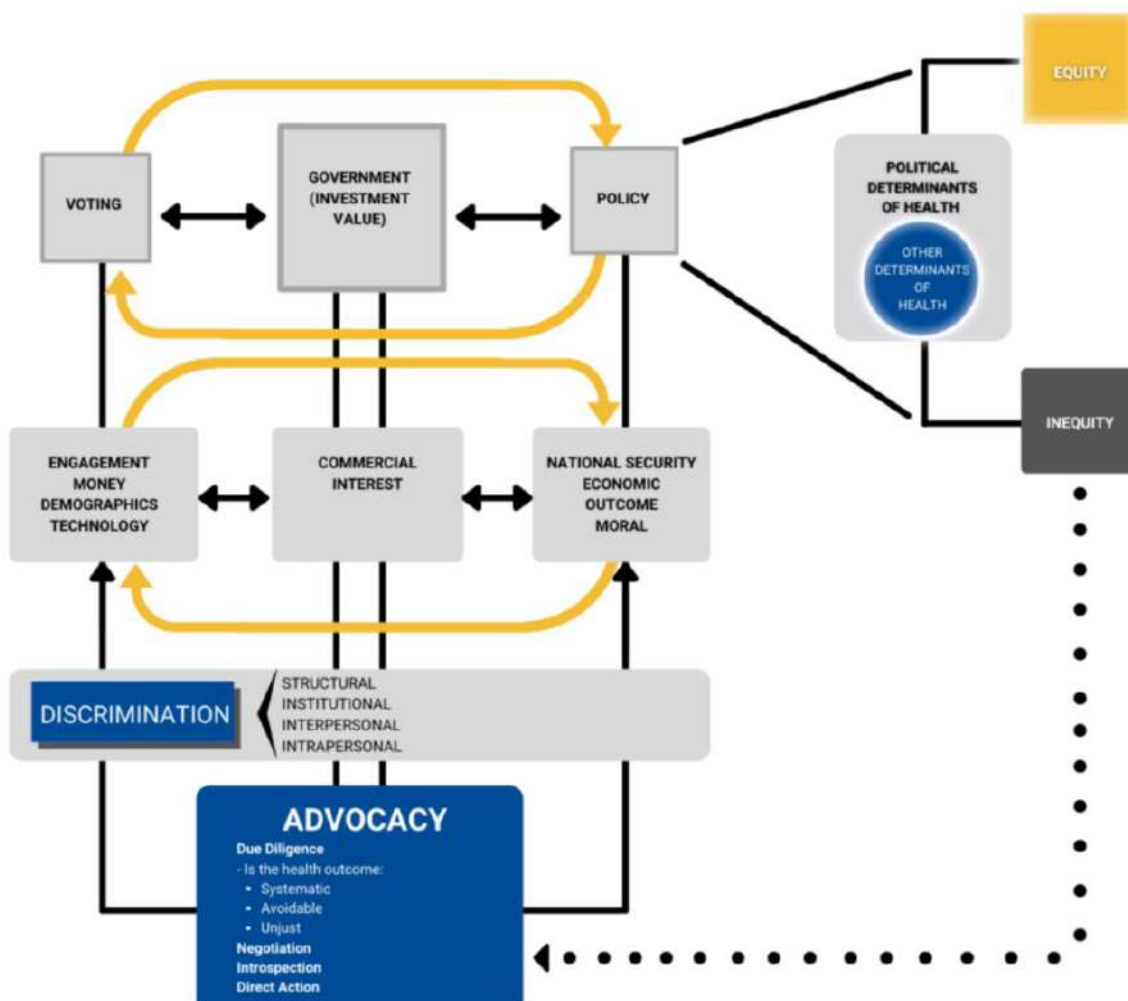 EQUITY
VOTING
GOVERNMENT
(INVESTMENT
VALUE)
POLICY
POLITICAL
DETERMINANTS
OF HEALTH
OTHER
DETERMINANTS
OF
HEALTH
INEQUITY
ENGAGEMENT
MONEY
DEMOGRAPHICS
TECHNOLOGY
COMMERCIAL
INTEREST
NATIONAL SECURITY
ECONOMIC
OUTCOME
MORAL
DISCRIMINATION
STRUCTURAL
INSTITUTIONAL
INTERPERSONAL
INTRAPERSONAL
ADVOCACY
Due Diligence
- Is the health outcome:
• Systematic
• Avoidable
• Unjust
Negotiation
Introspection
Direct Action